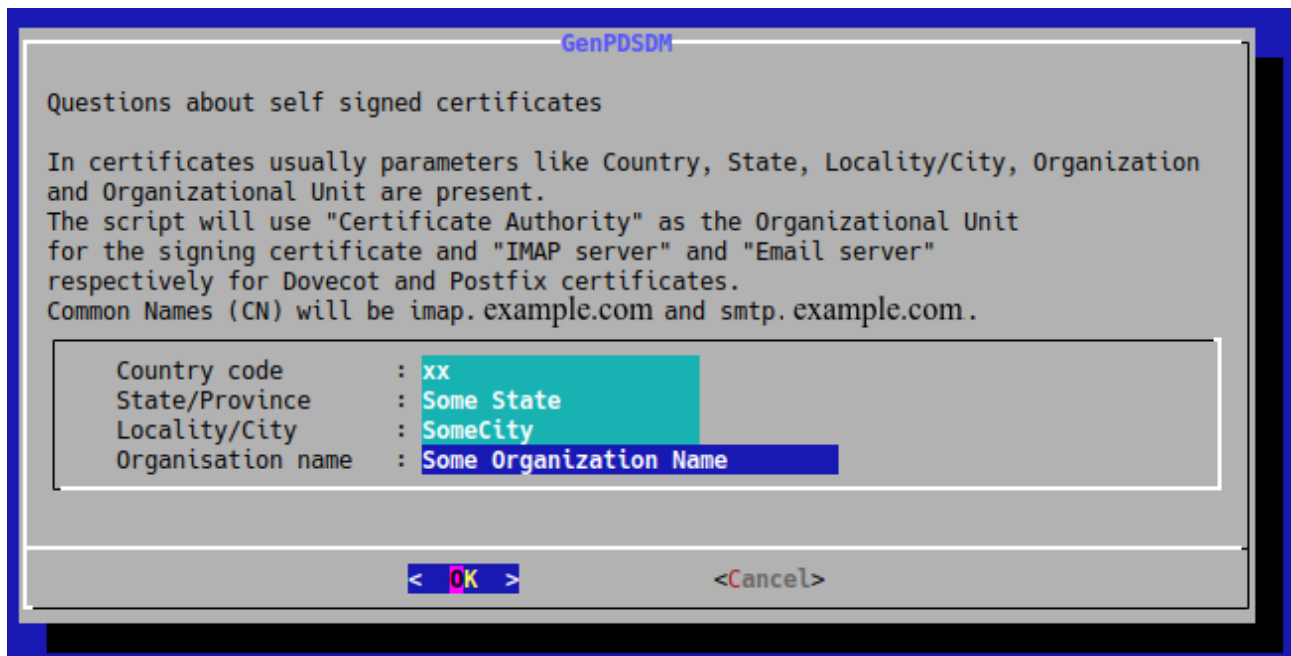 GenPDSDM
Questions about self signed certificates
In certificates usually parameters like Country, State, Locality/City, Organization
and Organizational Unit are present.
The script will use "Certificate Authority" as the Organizational Unit
for the signing certificate and "IMAP server" and "Email server"
respectively for Dovecot and Postfix certificates.
Common Names (CN) will be imap. example.com and smtp. example.com.
Country code : xx
State/Province : Some State
Locality/City : SomeCity
Organisation name : Some Organization Name
< OK > <Cancel>